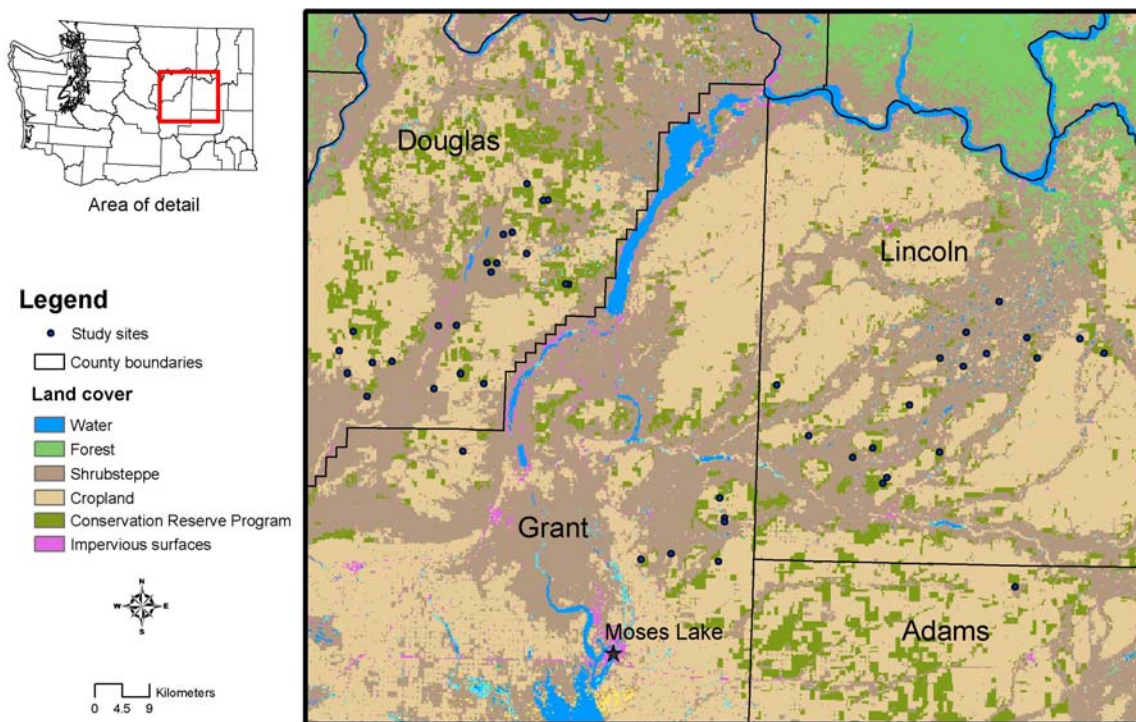 Area of detail
Legend
Study sites
County boundaries
Land cover
Water
Forest
Shrubsteppe
Cropland
Conservation Reserve Program
Impervious surfaces
N
W E
S
Kilometers
0 4.5 9
Douglas
Lincoln
Grant
Moses Lake
Adams